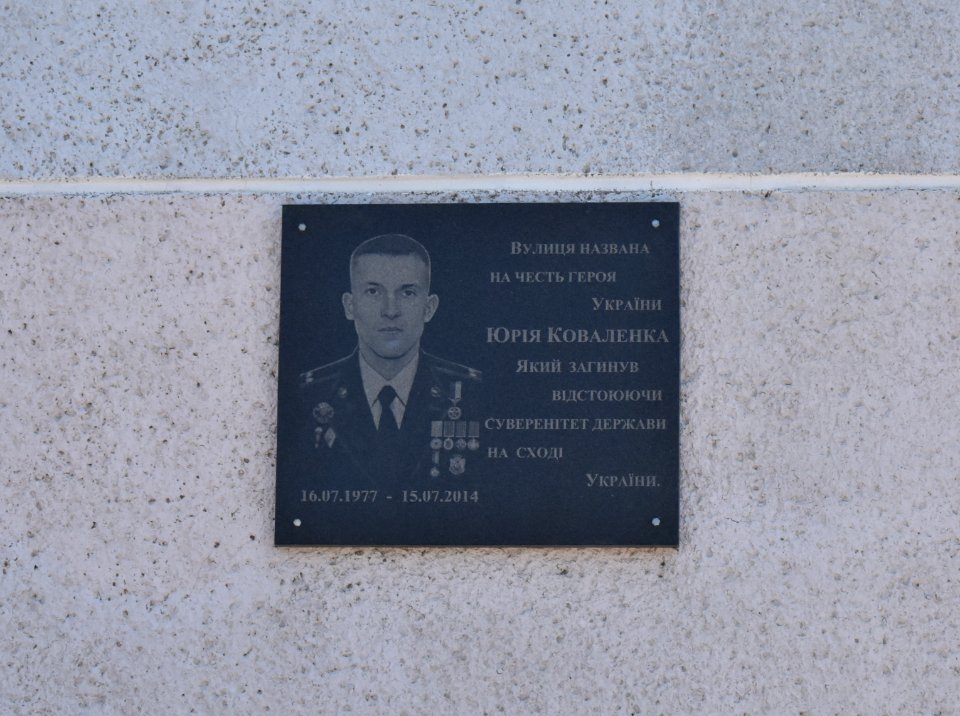 Вулиця названа
на честь героя
України
Юрія Коваленка
Який загинув
відстоюючи
суверенітет держави
на сході
України.
16.07.1977 - 15.07.2014